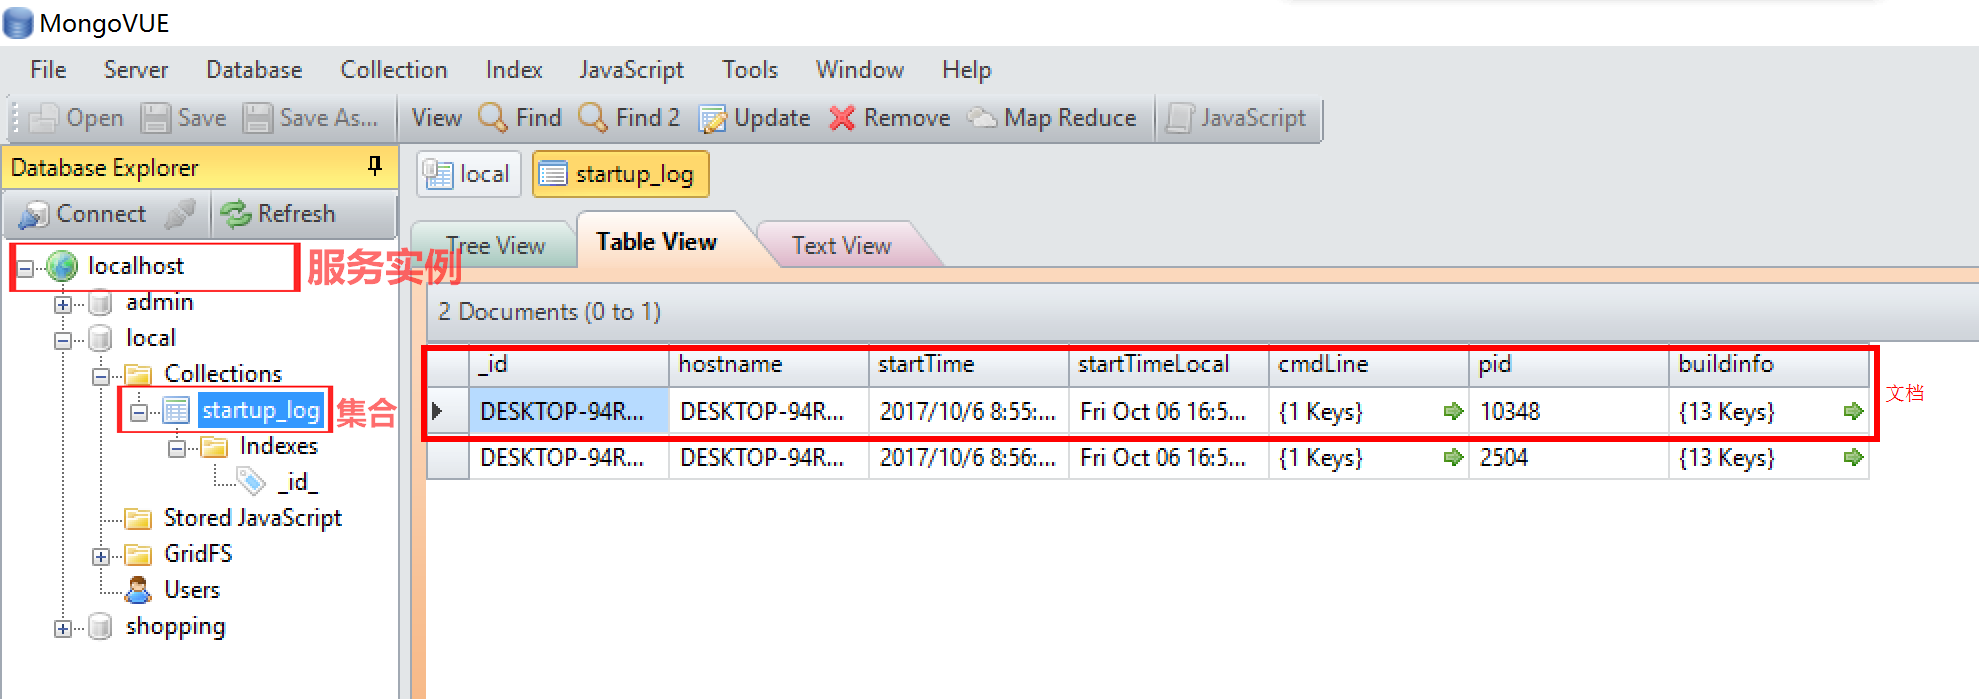 MongoVUE
File Server Database Collection Index JavaScript Tools Window Help
Open Save Save As... View Find Find 2 Update Remove Map Reduce JavaScript
Database Explorer
Connect Refresh
localhost
服务实例
admin
local
Collections
startup_log
集合
Indexes
_id_
Stored JavaScript
GridFS
Users
shopping
local startup_log
Tree View Table View Text View
2 Documents (0 to 1)
_id hostname startTime startTimeLocal cmdLine pid buildinfo
DESKTOP-94R... DESKTOP-94R... 2017/10/6 8:55:... Fri Oct 06 16:5... {1 Keys} 10348 {13 Keys}
文档
DESKTOP-94R... DESKTOP-94R... 2017/10/6 8:56:... Fri Oct 06 16:5... {1 Keys} 2504 {13 Keys}